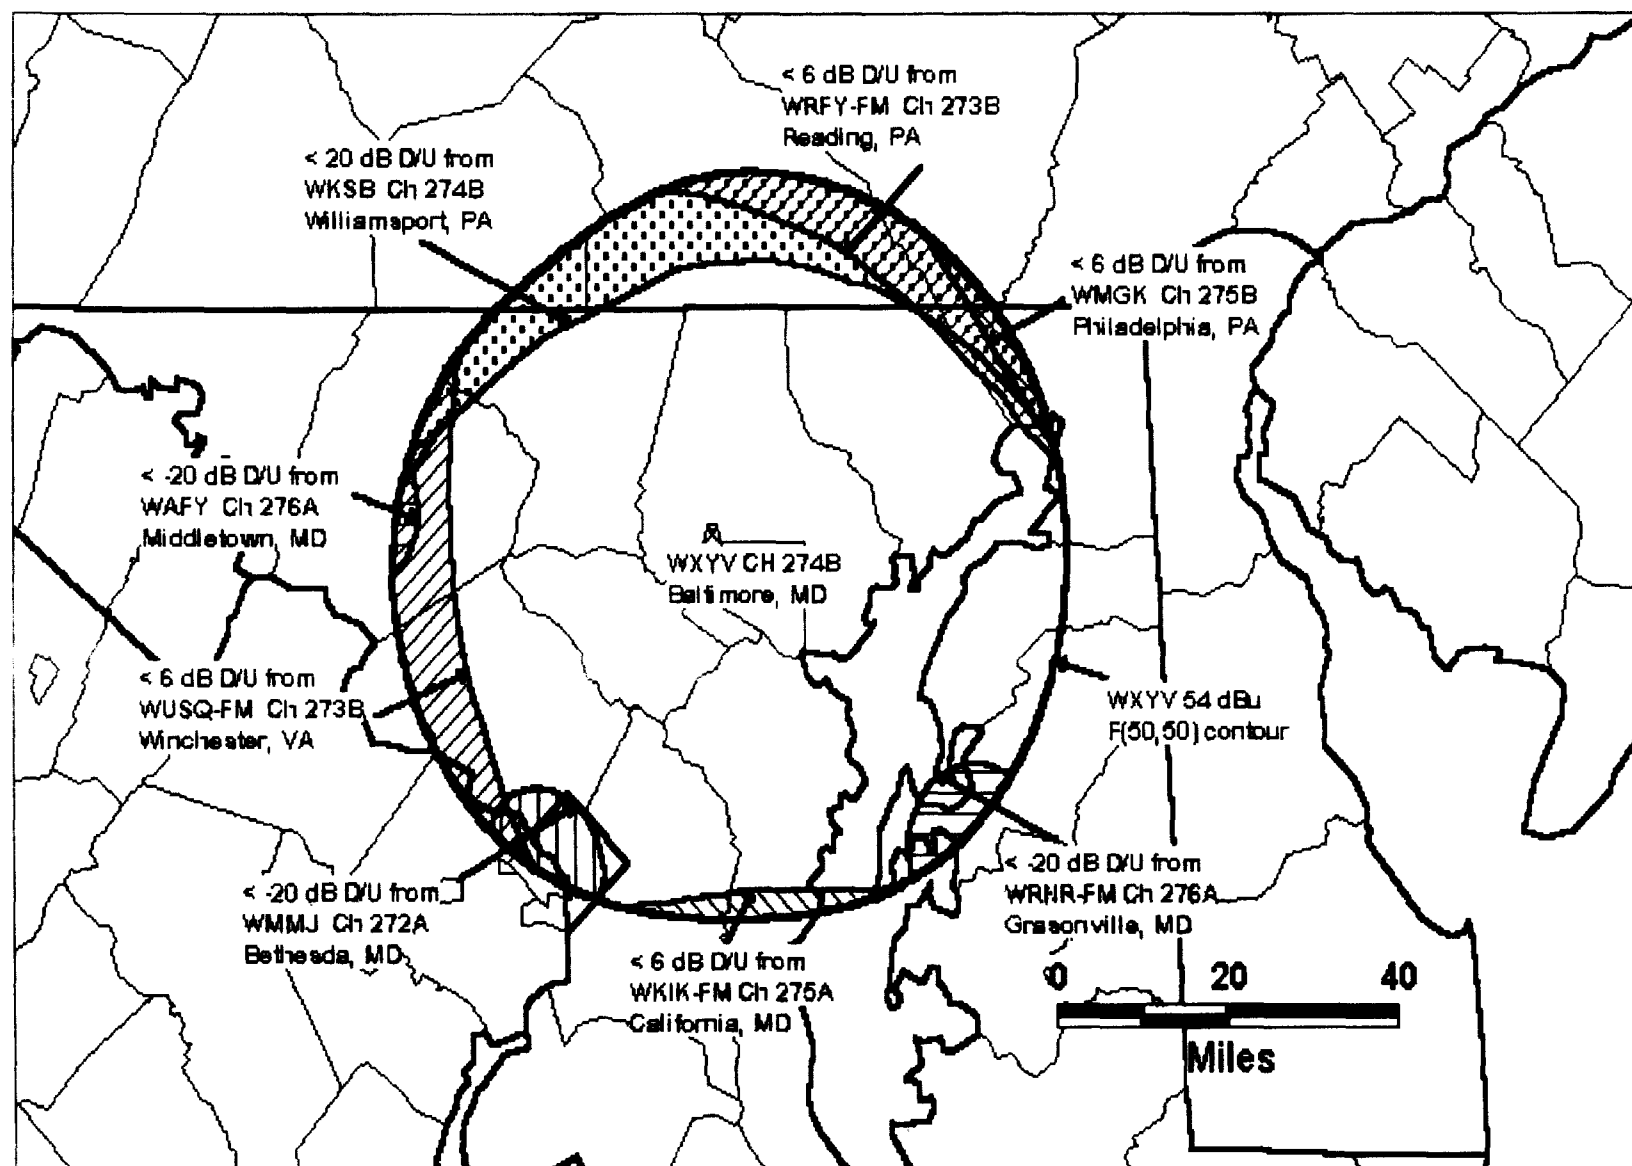 < 6 dB D/U from
WRFY-FM Ch 273B
Reading, PA
< 20 dB D/U from
WKSB Ch 274B
Williamsport, PA
< 6 dB D/U from
WMGK Ch 275B
Philadelphia, PA
< -20 dB D/U from
WAFY Ch 276A
Middletown, MD
WXYV CH 274B
Baltimore, MD
< 6 dB D/U from
WUSQ-FM Ch 273B
Winchester, VA
WXYV 54 dBu
F(50,50) contour
< -20 dB D/U from
WMMJ Ch 272A
Bethesda, MD
< -20 dB D/U from
WRNR-FM Ch 276A
Grasonville, MD
< 6 dB D/U from
WKIK-FM Ch 275A
California, MD
0 20 40
Miles